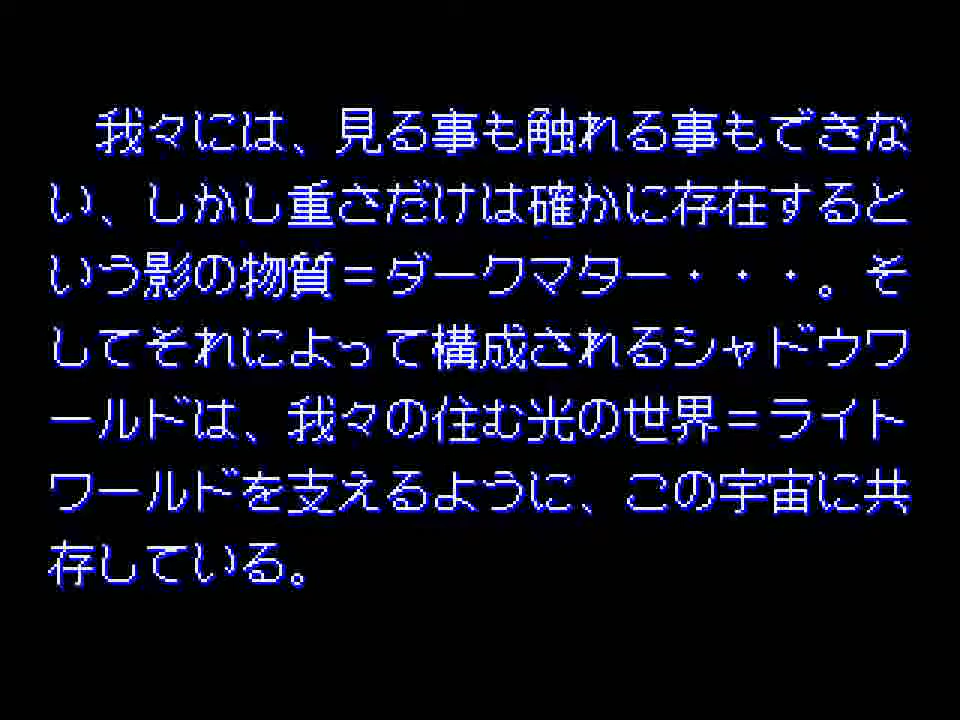 我々には、見る事も触れる事もできな
い、しかし重さだけは確かに存在すると
いう影の物質＝ダークマター・・・。そ
してそれによって構成されるシャドウワ
ールドは、我々の住む光の世界＝ライト
ワールドを支えるように、この宇宙に共
存している。